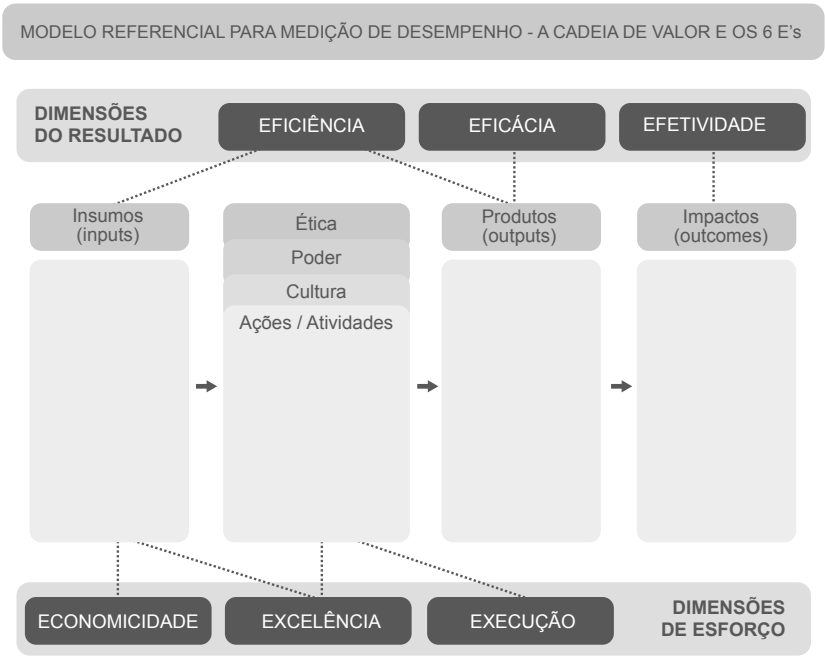 MODELO REFERENCIAL PARA MEDIÇÃO DE DESEMPENHO - A CADEIA DE VALOR E OS 6 E's
DIMENSÕES
DO RESULTADO
EFICIÊNCIA
EFICÁCIA
EFETIVIDADE
Insumos
(inputs)
Ética
Poder
Cultura
Ações / Atividades
Produtos
(outputs)
Impactos
(outcomes)
ECONOMICIDADE
EXCELÊNCIA
EXECUÇÃO
DIMENSÕES
DE ESFORÇO